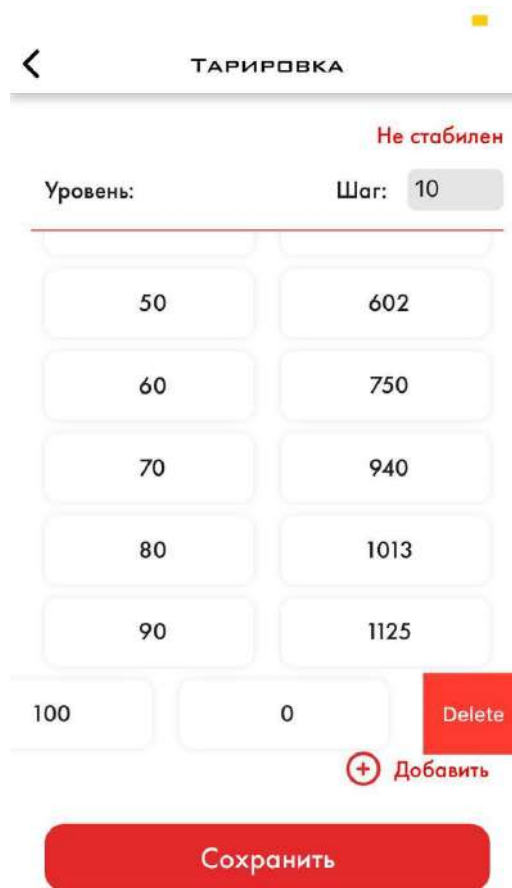 Тарировка
Не стабилен
Уровень: Шаг: 10
50 602
60 750
70 940
80 1013
90 1125
100 0 Delete
Добавить
Сохранить